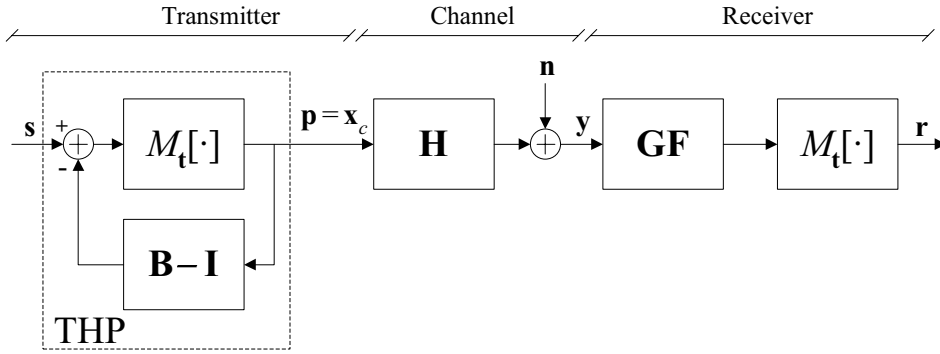 Transmitter Channel Receiver
n
s + p = x_c y r
M_t[·] H + GF M_t[·]
+
-
B – I
THP